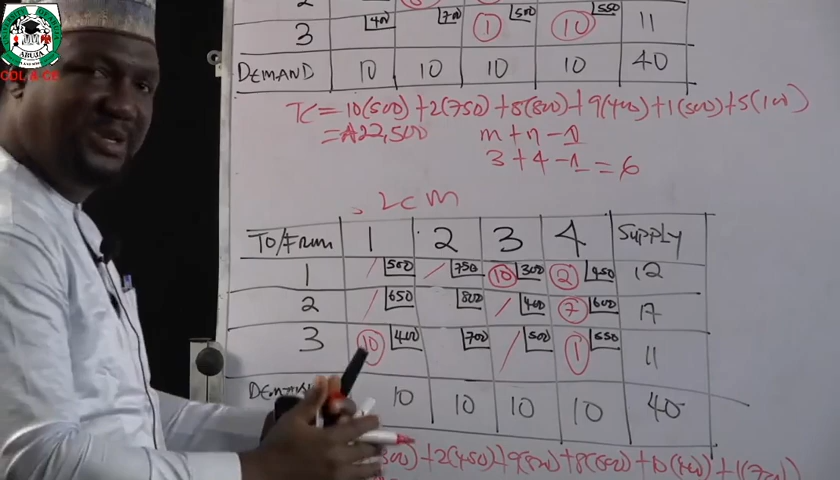 3 400 700 1 500 10 550 11
DEMAND 10 10 10 10 40
TC = 10(500) + 2(750) + 8(800) + 9(400) + 1(500) + 5(100)
= ₦22,500 m + n - 1
3 + 4 - 1 = 6
LCM
TO/From 1 2 3 4 Supply
1 500 750 10 300 2 450 12
2 650 800 400 7 600 17
3 10 400 700 500 1 550 11
10 10 10 10 40
+2(450)+9(800)+8(600)+10(400)+1(700)
ABUJA
COL & CE